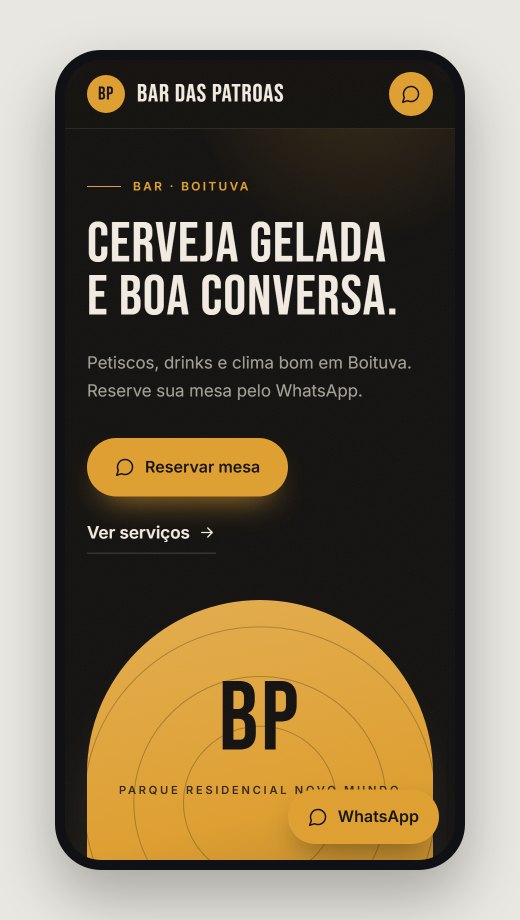 BP BAR DAS PATROAS
BAR · BOITUVA
CERVEJA GELADA
E BOA CONVERSA.
Petiscos, drinks e clima bom em Boituva.
Reserve sua mesa pelo WhatsApp.
Reservar mesa
Ver serviços →
BP
PARQUE RESIDENCIAL NOVO MUNDO
WhatsApp